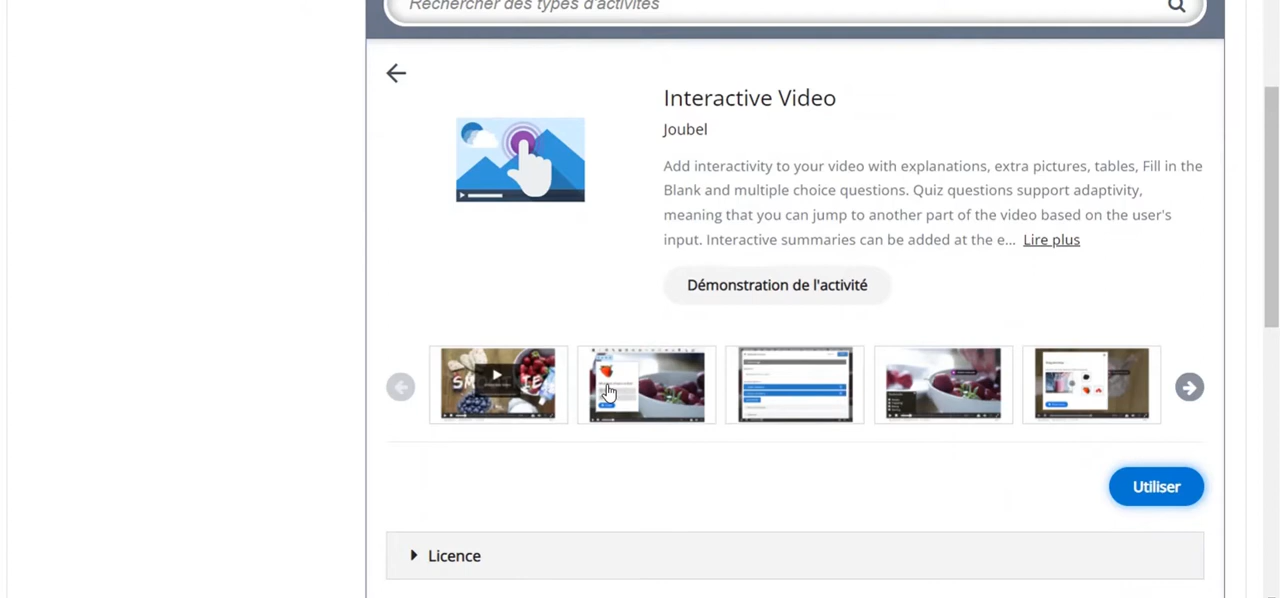 Rechercher des types d'activités
Interactive Video
Joubel
Add interactivity to your video with explanations, extra pictures, tables, Fill in the
Blank and multiple choice questions. Quiz questions support adaptivity,
meaning that you can jump to another part of the video based on the user's
input. Interactive summaries can be added at the e... Lire plus
Démonstration de l'activité
Utiliser
Licence